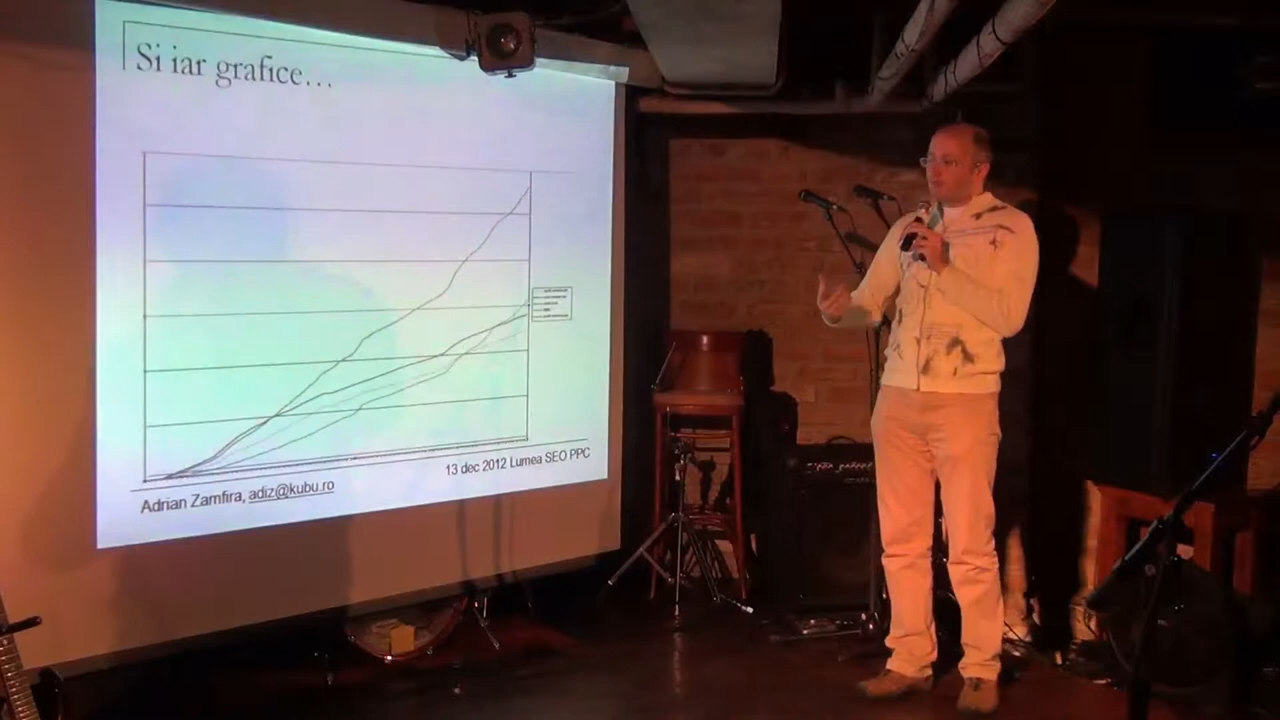 Si iar grafice...
13 dec 2012 Lumea SEO PPC
Adrian Zamfira, adiz@kubu.ro